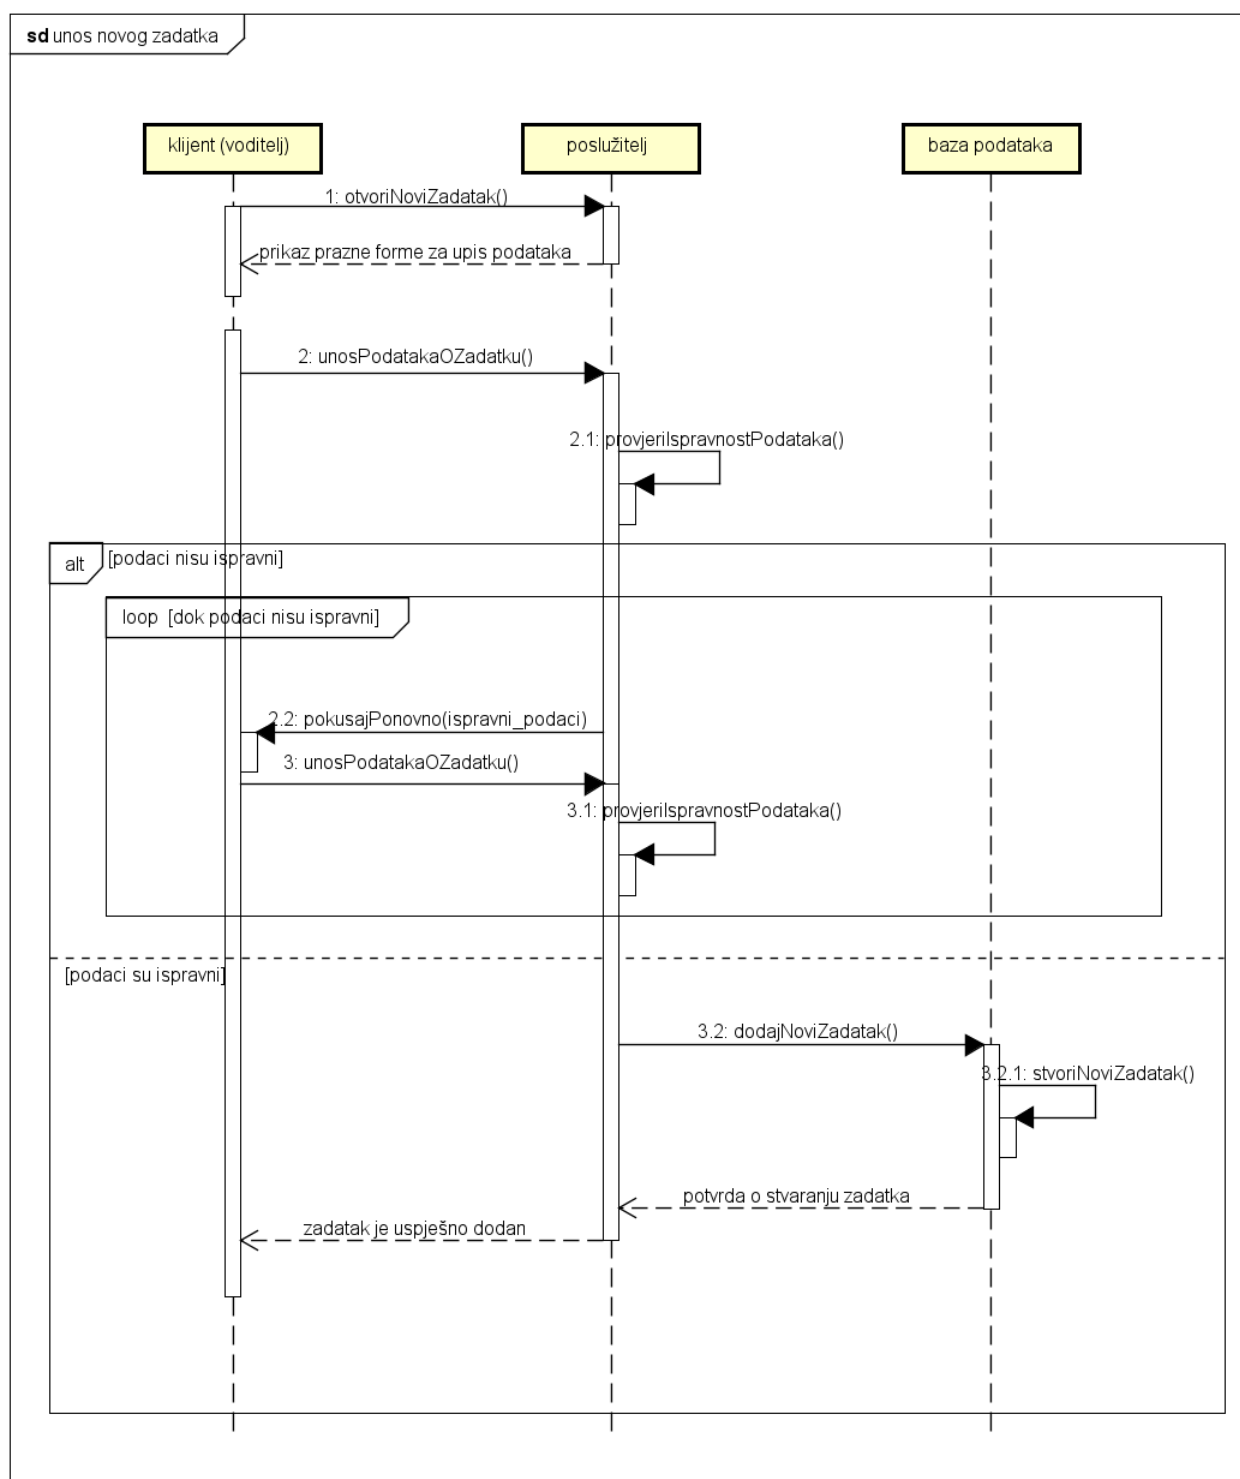 sd unos novog zadatka
klijent (voditelj)
poslužitelj
baza podataka
1: otvoriNoviZadatak()
prikaz prazne forme za upis podataka
2: unosPodatakaOZadatku()
2.1: provjeriIspravnostPodataka()
alt
[podaci nisu ispravni]
loop [dok podaci nisu ispravni]
2.2: pokusajPonovno(ispravni_podaci)
3: unosPodatakaOZadatku()
3.1: provjeriIspravnostPodataka()
[podaci su ispravni]
3.2: dodajNoviZadatak()
3.2.1: stvoriNoviZadatak()
potvrda o stvaranju zadatka
zadatak je uspješno dodan